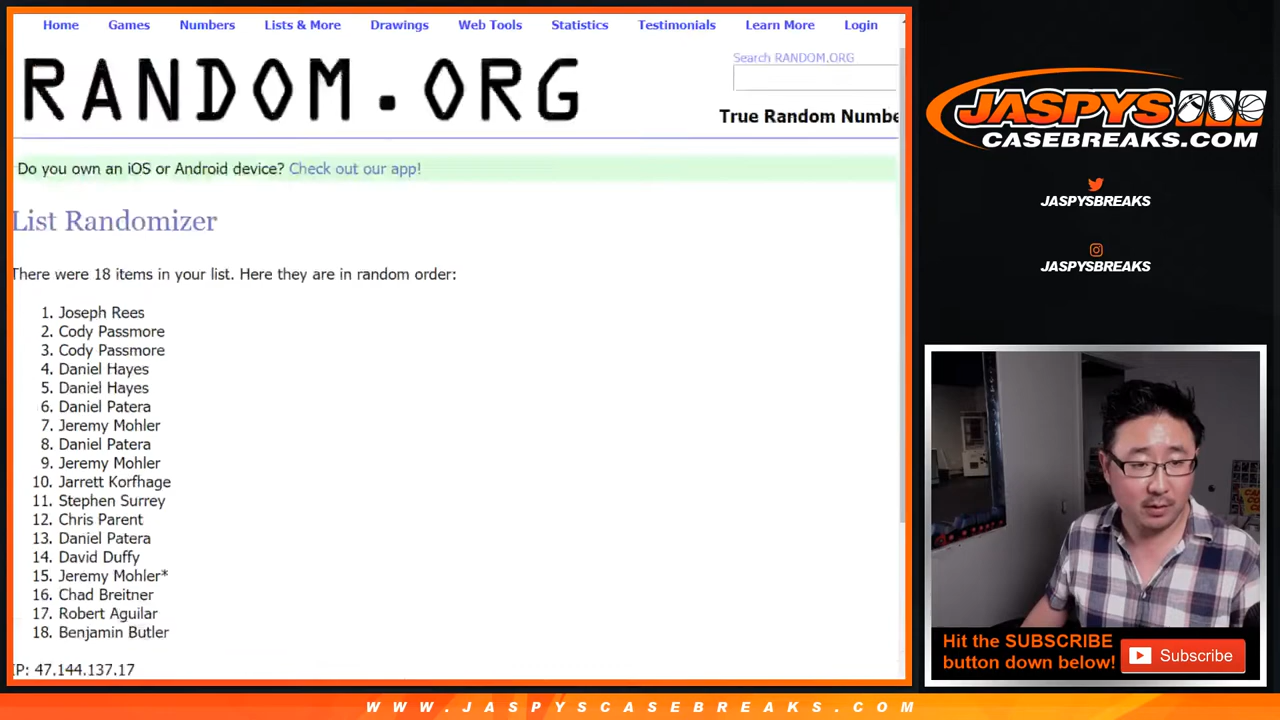 Home Games Numbers Lists & More Drawings Web Tools Statistics Testimonials Learn More Login
RANDOM.ORG
Search RANDOM.ORG
True Random Numbe
Do you own an iOS or Android device? Check out our app!
List Randomizer
There were 18 items in your list. Here they are in random order:
1. Joseph Rees
2. Cody Passmore
3. Cody Passmore
4. Daniel Hayes
5. Daniel Hayes
6. Daniel Patera
7. Jeremy Mohler
8. Daniel Patera
9. Jeremy Mohler
10. Jarrett Korfhage
11. Stephen Surrey
12. Chris Parent
13. Daniel Patera
14. David Duffy
15. Jeremy Mohler*
16. Chad Breitner
17. Robert Aguilar
18. Benjamin Butler
IP: 47.144.137.17
JASPYS
CASEBREAKS.COM
JASPYSBREAKS
JASPYSBREAKS
Hit the SUBSCRIBE
button down below!
Subscribe
WWW.JASPYSCASEBREAKS.COM